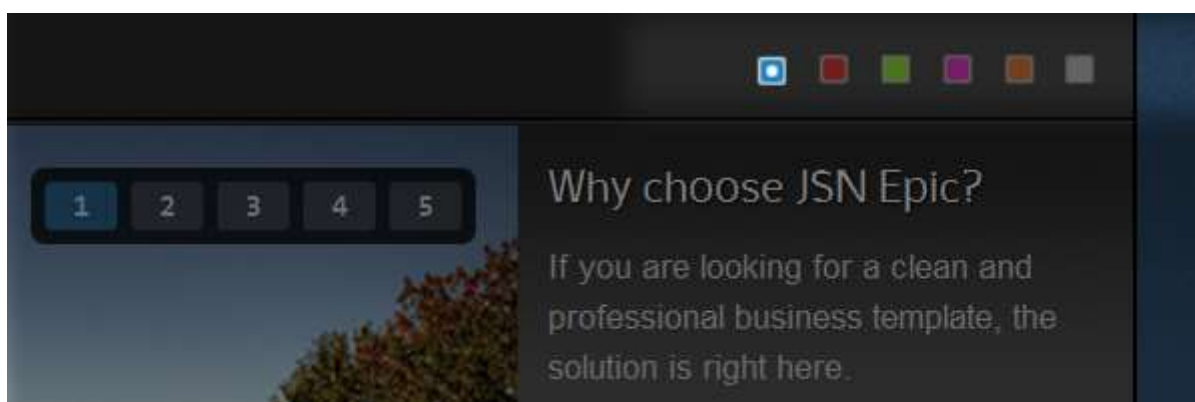 1 2 3 4 5
Why choose JSN Epic?
If you are looking for a clean and
professional business template, the
solution is right here.